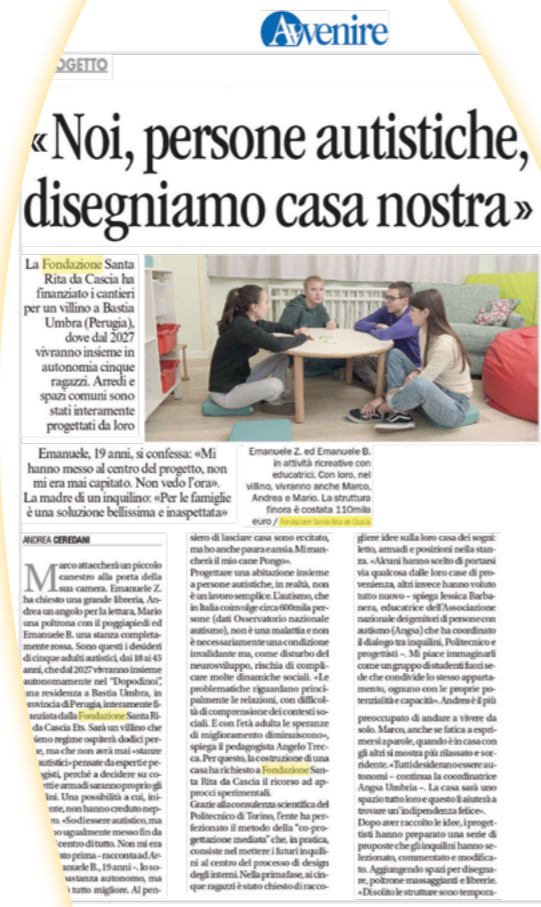 Avvenire
OGETTO
«Noi, persone autistiche,
disegniamo casa nostra»
La Fondazione Santa
Rita da Cascia ha
finanziato i cantieri
per un villino a Bastia
Umbra (Perugia),
dove dal 2027
vivranno insieme in
autonomia cinque
ragazzi. Arredi e
spazi comuni sono
stati interamente
progettati da loro
Emanuele, 19 anni, si confessa: «Mi
hanno messo al centro del progetto, non
mi era mai capitato. Non vedo l'ora».
La madre di un inquilino: «Per le famiglie
è una soluzione bellissima e inaspettata»
Emanuele Z. ed Emanuele B.
in attività ricreative con
educatrici. Con loro, nel
villino, vivranno anche Marco,
Andrea e Mario. La struttura
finora è costata 110mila
euro / Fondazione Santa Rita da Cascia
ANDREA CEREDANI
Marco attaccherà un piccolo
canestro alla porta della
sua camera. Emanuele Z.
ha chiesto una grande libreria, An-
drea un angolo per la lettura, Mario
una poltrona con il poggiapiedi ed
Emanuele B. una stanza completa-
mente rossa. Sono questi i desideri
di cinque adulti autistici, dai 18 ai 45
anni, che dal 2027 vivranno insieme
autonomamente nel "Dopodinoi",
una residenza a Bastia Umbra, in
provincia di Perugia, interamente fi-
nanziata dalla Fondazione Santa Ri-
da Cascia Ets. Sarà un villino che
pieno regime ospiterà dodici per-
ne, ma che non avrà mai «stanze
autistici» pensate da esperti e pe-
gisti, perché a decidere su co-
ettie armadi saranno proprio gli
lini. Una possibilità a cui, ini-
nte, non hanno creduto nep-
ro. «So di essere autistico, ma
o ugualmente messo fin da
centro di tutto. Non mi era
ato prima – racconta ad Av-
anuele B., 19 anni –. Io so-
bastanza autonomo, ma
à tutto migliore. Al pen-
siero di lasciare casa sono eccitato,
ma ho anche paura e ansia. Mi man-
cherà il mio cane Pongo».
Progettare una abitazione insieme
a persone autistiche, in realtà, non
è un lavoro semplice. L'autismo, che
in Italia coinvolge circa 600mila per-
sone (dati Osservatorio nazionale
autismo), non è una malattia e non
è necessariamente una condizione
invalidante ma, come disturbo del
neurosviluppo, rischia di compli-
care molte dinamiche sociali. «Le
problematiche riguardano princi-
palmente le relazioni, con difficol-
tà di comprensione dei contesti so-
ciali. E con l'età adulta le speranze
di miglioramento diminuiscono»,
spiega il pedagogista Angelo Trec-
ca. Per questo, la costruzione di una
casa ha richiesto a Fondazione San-
ta Rita da Cascia il ricorso ad ap-
procci sperimentali.
Grazie alla consulenza scientifica del
Politecnico di Torino, l'ente ha per-
fezionato il metodo della "co-pro-
gettazione mediata" che, in pratica,
consiste nel mettere i futuri inquili-
ni al centro del processo di design
degli interni. Nella prima fase, ai cin-
que ragazzi è stato chiesto di racco-
gliere idee sulla loro casa dei sogni:
letto, armadi e posizioni nella stan-
za. «Alcuni hanno scelto di portarsi
via qualcosa dalle loro case di pro-
venienza, altri invece hanno voluto
tutto nuovo – spiega Jessica Barba-
nera, educatrice dell'Associazione
nazionale dei genitori di persone con
autismo (Angsa) che ha coordinato
il dialogo tra inquilini, Politecnico e
progettisti –. Mi piace immaginarli
come un gruppo di studenti fuori se-
de che condivide lo stesso apparta-
mento, ognuno con le proprie po-
tenzialità e capacità». Andrea è il più
preoccupato di andare a vivere da
solo. Marco, anche se fatica a espri-
mersi a parole, quando è in casa con
gli altri si mostra più rilassato e sor-
ridente. «Tutti desiderano essere au-
tonomi – continua la coordinatrice
Angsa Umbria –. La casa sarà uno
spazio tutto loro e questo li aiuterà a
trovare un'indipendenza felice».
Dopo aver raccolto le idee, i proget-
tisti hanno preparato una serie di
proposte che gli inquilini hanno se-
lezionato, commentato e modifica-
to. Aggiungendo spazi per disegna-
re, poltrone massaggianti e librerie.
«Di solito le strutture sono tempora-